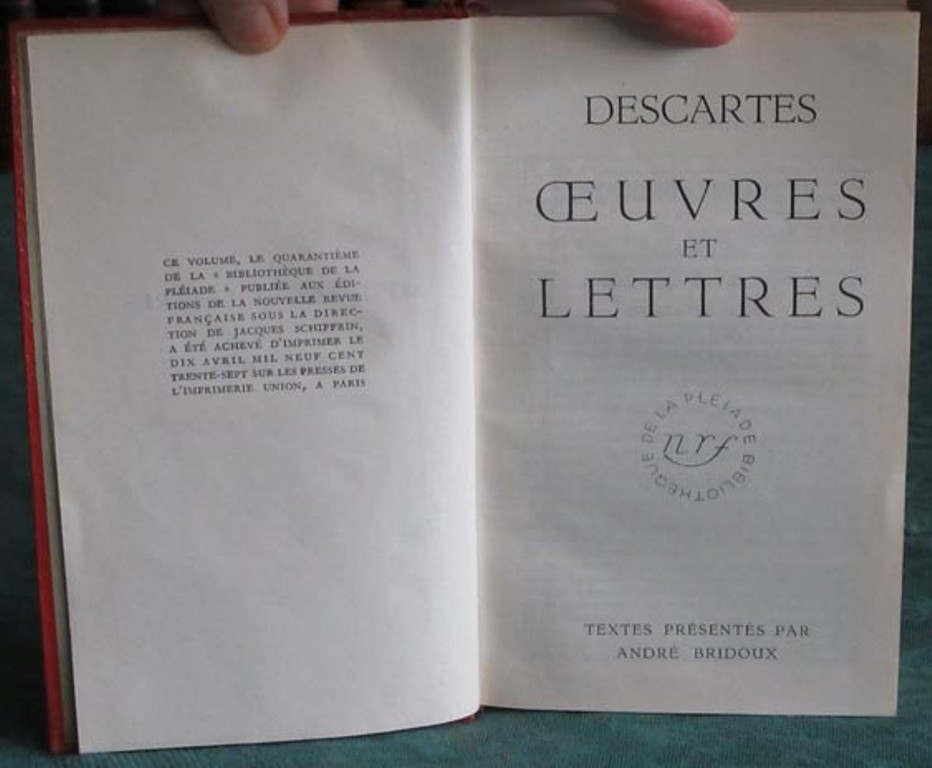 CE VOLUME, LE QUARANTIÈME
DE LA « BIBLIOTHÈQUE DE LA
PLÉIADE » PUBLIÉE AUX ÉDI-
TIONS DE LA NOUVELLE REVUE
FRANÇAISE SOUS LA DIREC-
TION DE JACQUES SCHIFFRIN,
A ÉTÉ ACHEVÉ D'IMPRIMER LE
DIX AVRIL MIL NEUF CENT
TRENTE-SEPT SUR LES PRESSES DE
L'IMPRIMERIE UNION, A PARIS
DESCARTES
ŒUVRES
ET
LETTRES
BIBLIOTHÈQUE DE LA PLEIADE
nrf
TEXTES PRÉSENTÉS PAR
ANDRÉ BRIDOUX